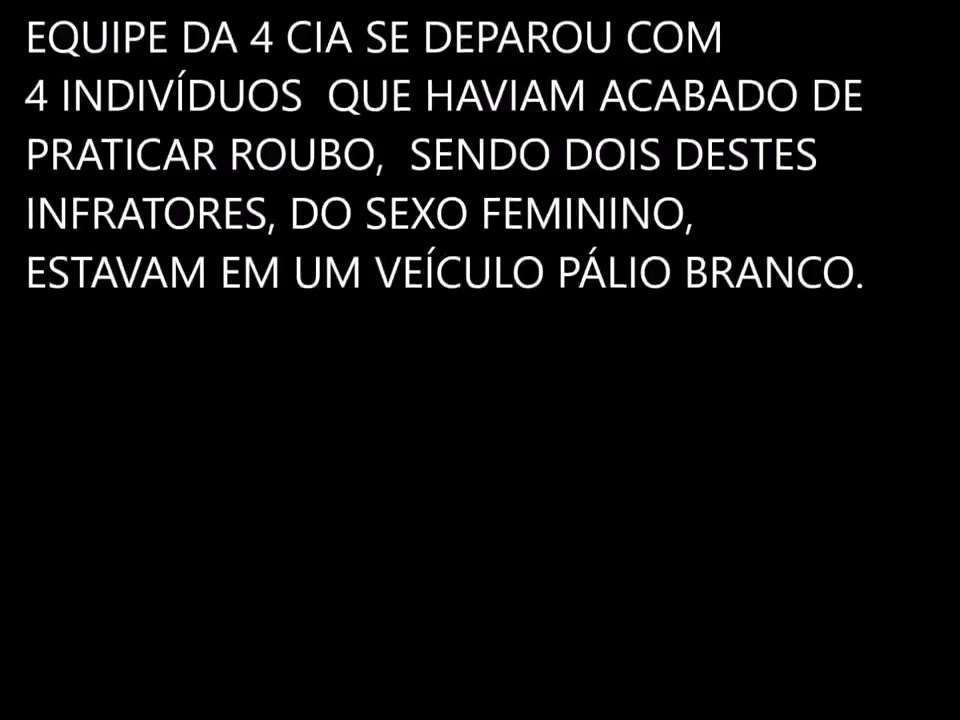 EQUIPE DA 4 CIA SE DEPAROU COM
4 INDIVÍDUOS  QUE HAVIAM ACABADO DE
PRATICAR ROUBO,  SENDO DOIS DESTES
INFRATORES, DO SEXO FEMININO,
ESTAVAM EM UM VEÍCULO PÁLIO BRANCO.